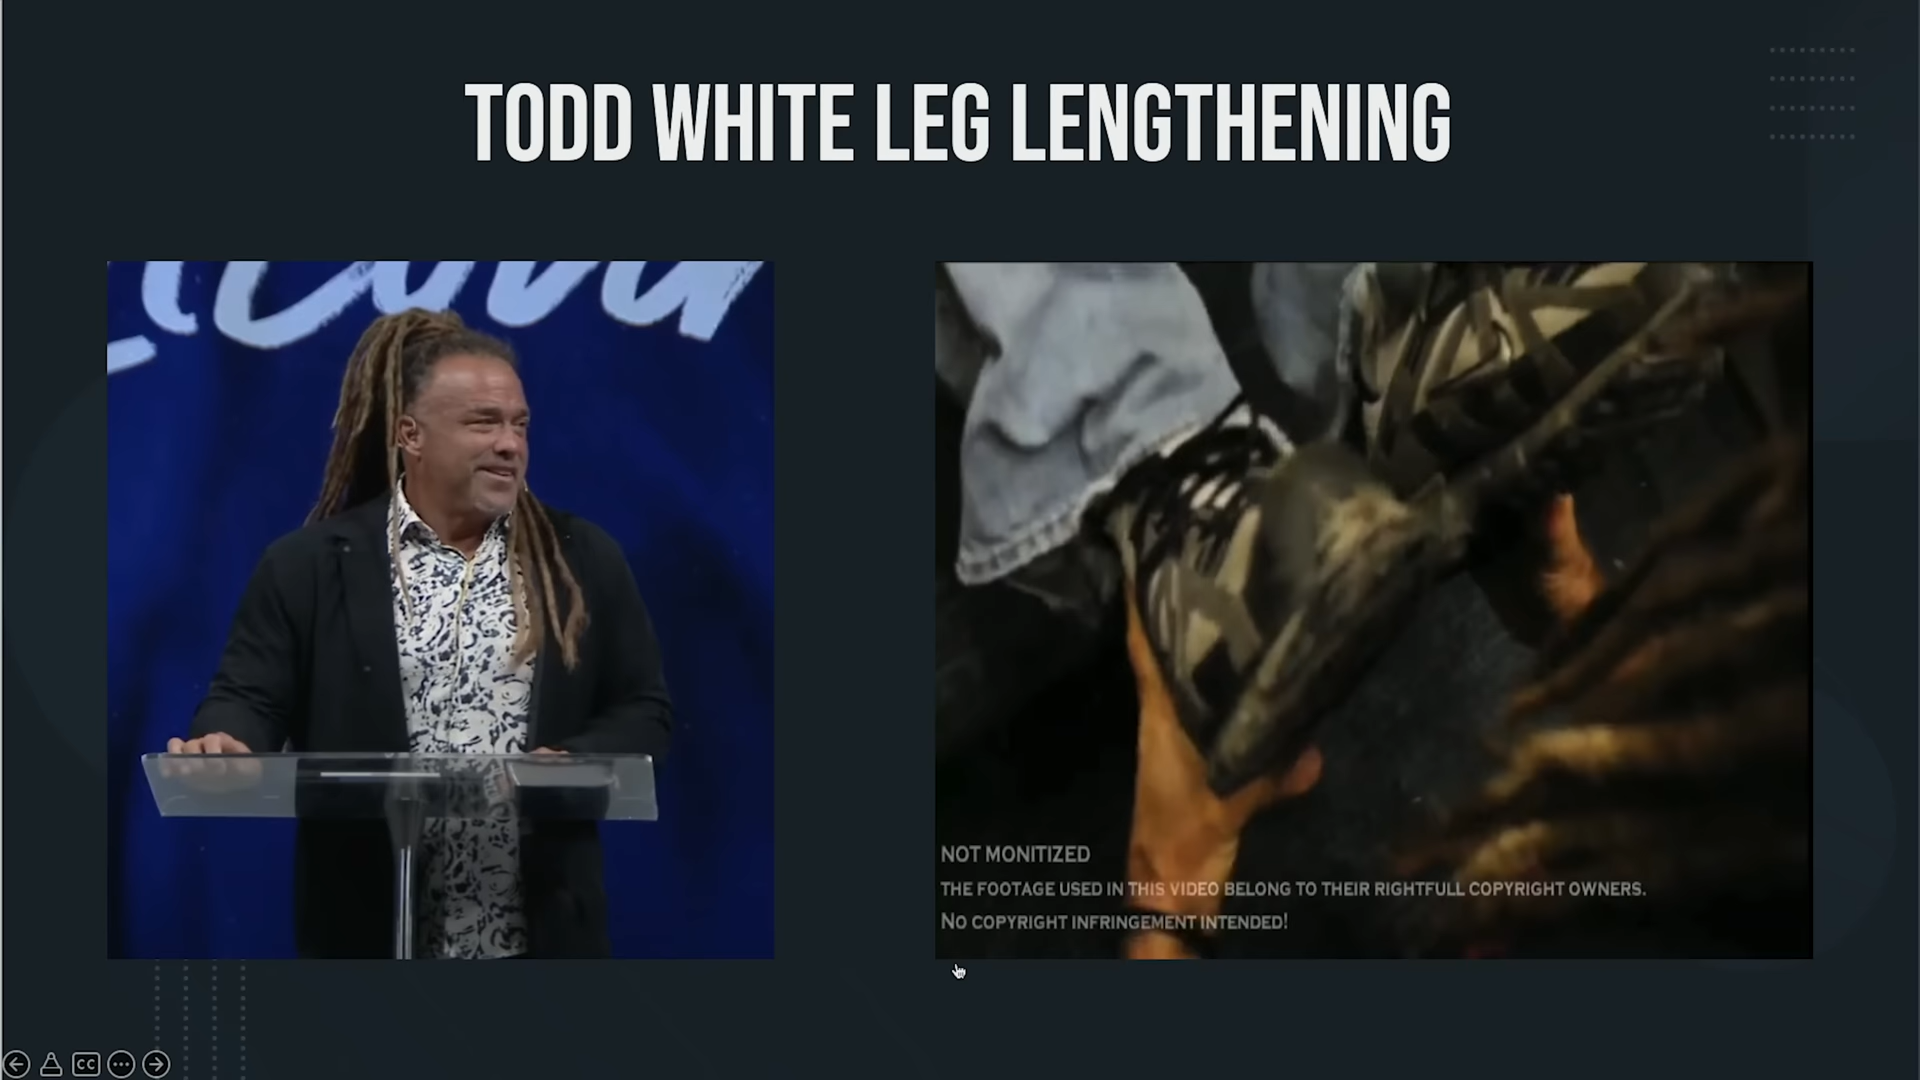 TODD WHITE LEG LENGTHENING
NOT MONITIZED
THE FOOTAGE USED IN THIS VIDEO BELONG TO THEIR RIGHTFULL COPYRIGHT OWNERS.
NO COPYRIGHT INFRINGEMENT INTENDED!
CC